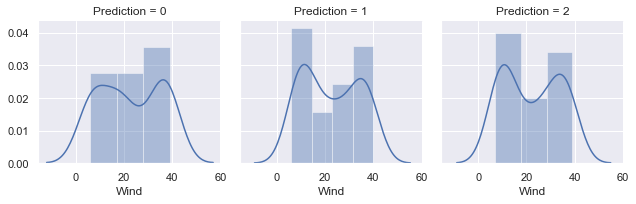 Prediction = 0
Prediction = 1
Prediction = 2
0.04
0.03
0.02
0.01
0.00
0 20 40 60
0 20 40 60
0 20 40 60
Wind
Wind
Wind